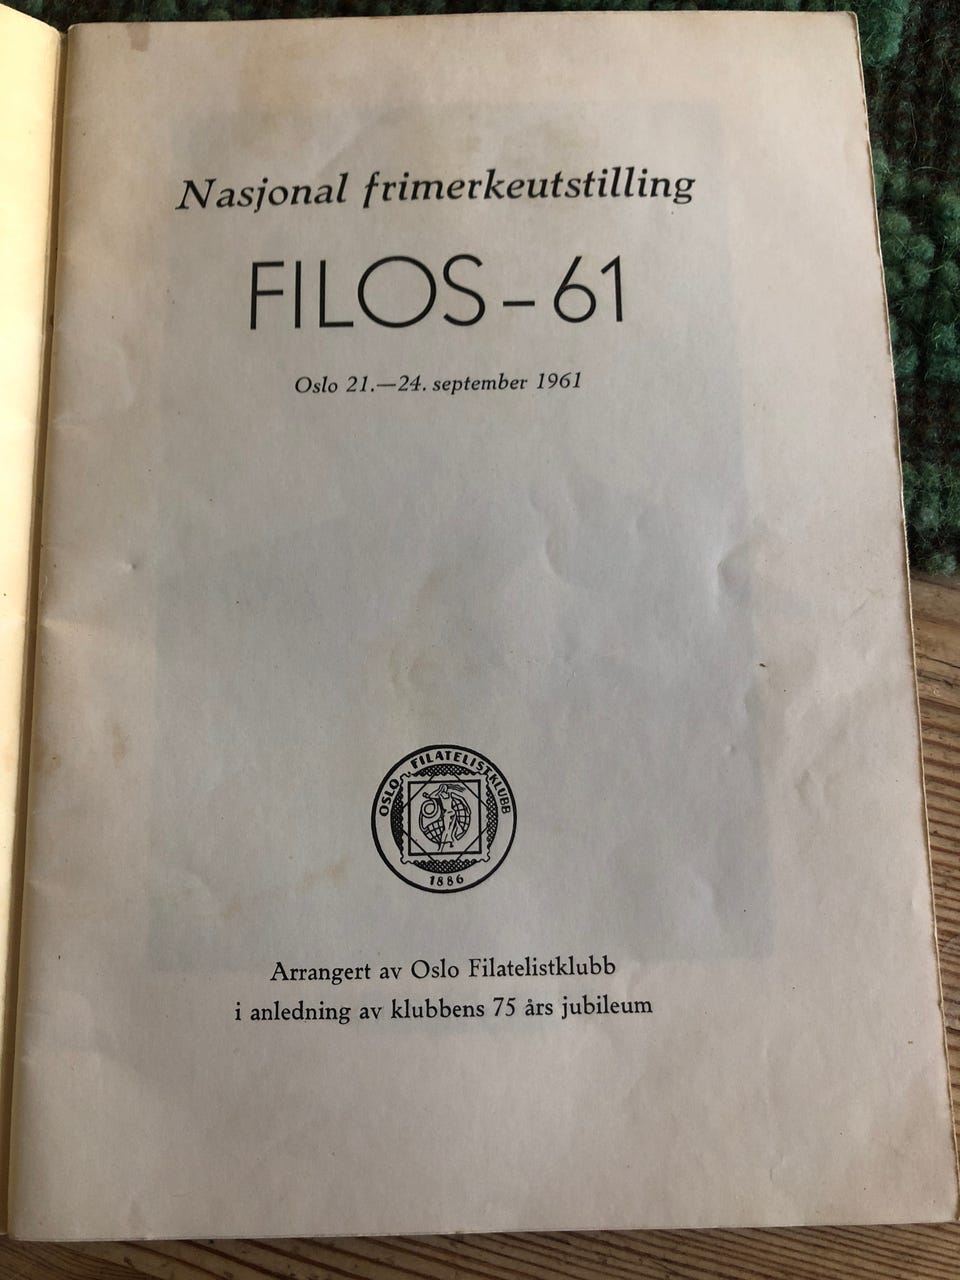 Nasjonal frimerkeutstilling
FILOS – 61
Oslo 21.—24. september 1961
OSLO FILATELISTKLUBB
1886
Arrangert av Oslo Filatelistklubb
i anledning av klubbens 75 års jubileum